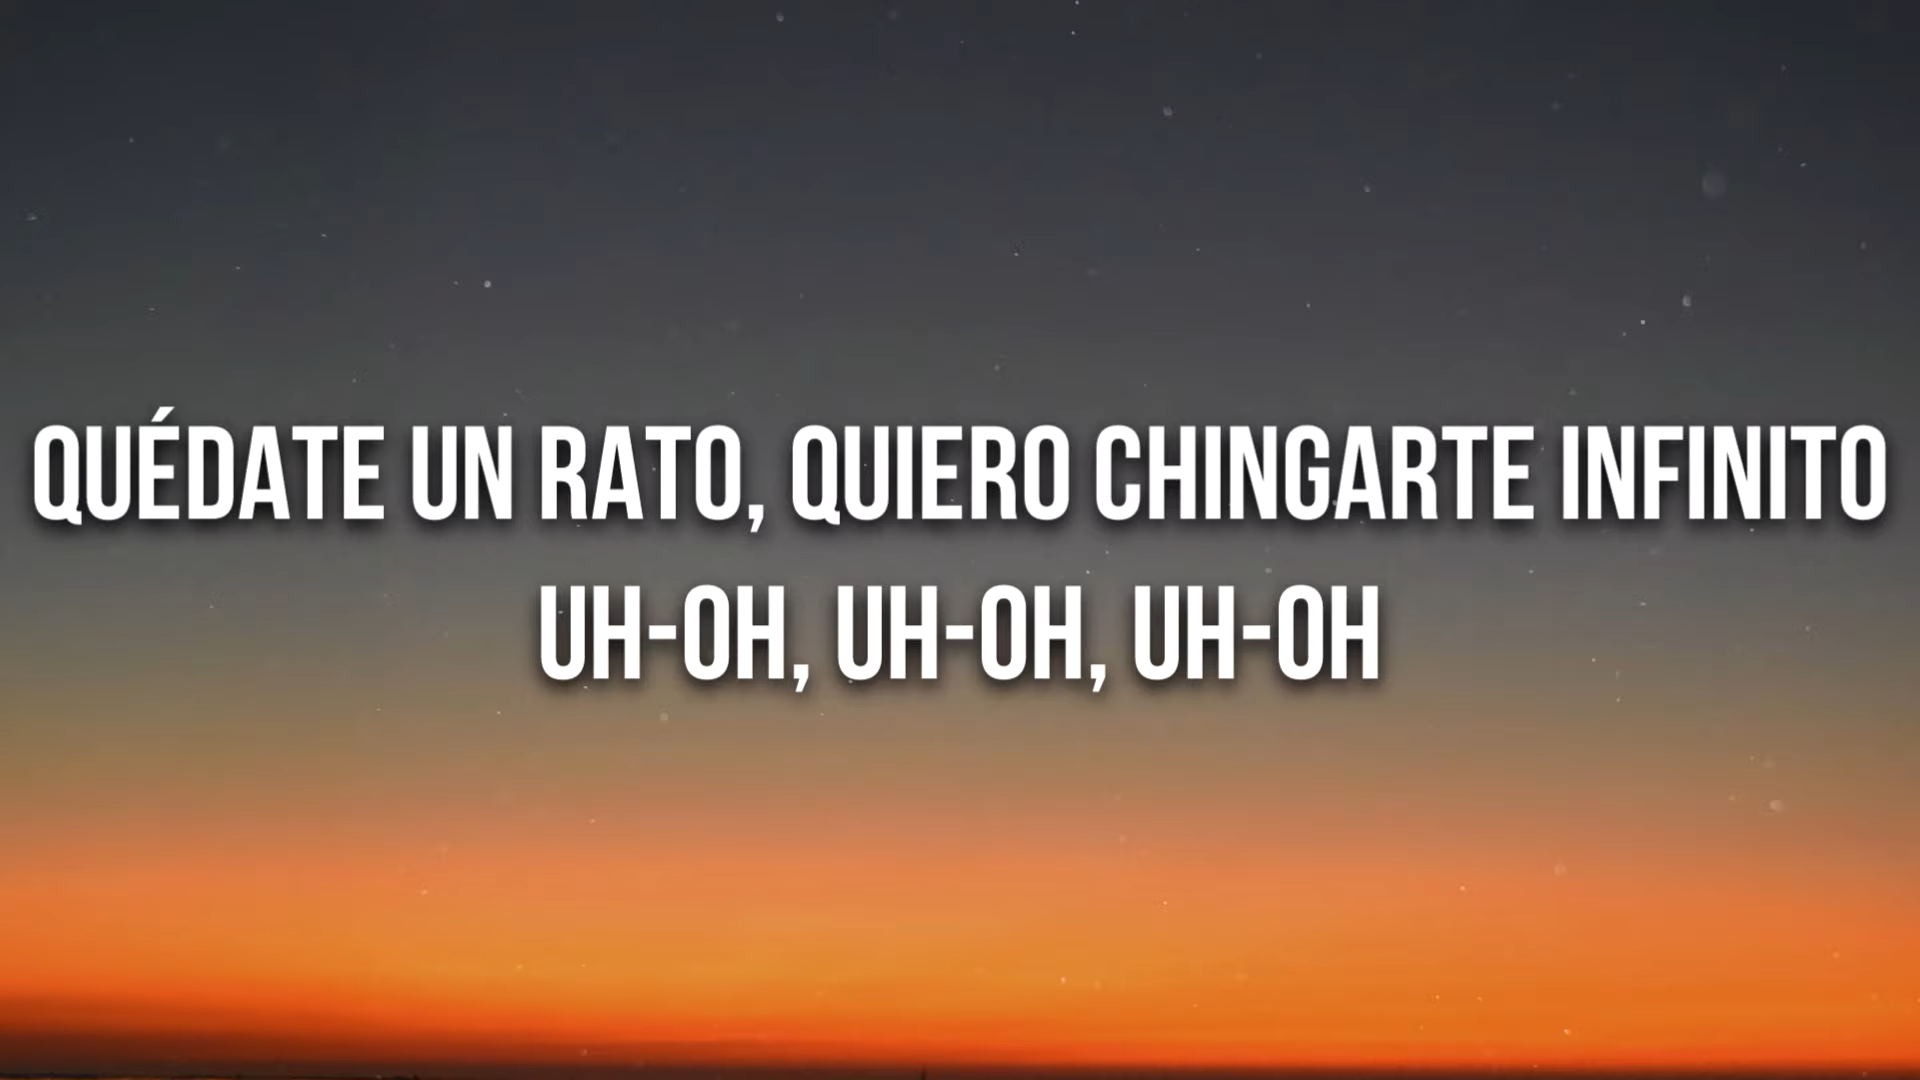 QUÉDATE UN RATO, QUIERO CHINGARTE INFINITO
UH-OH, UH-OH, UH-OH